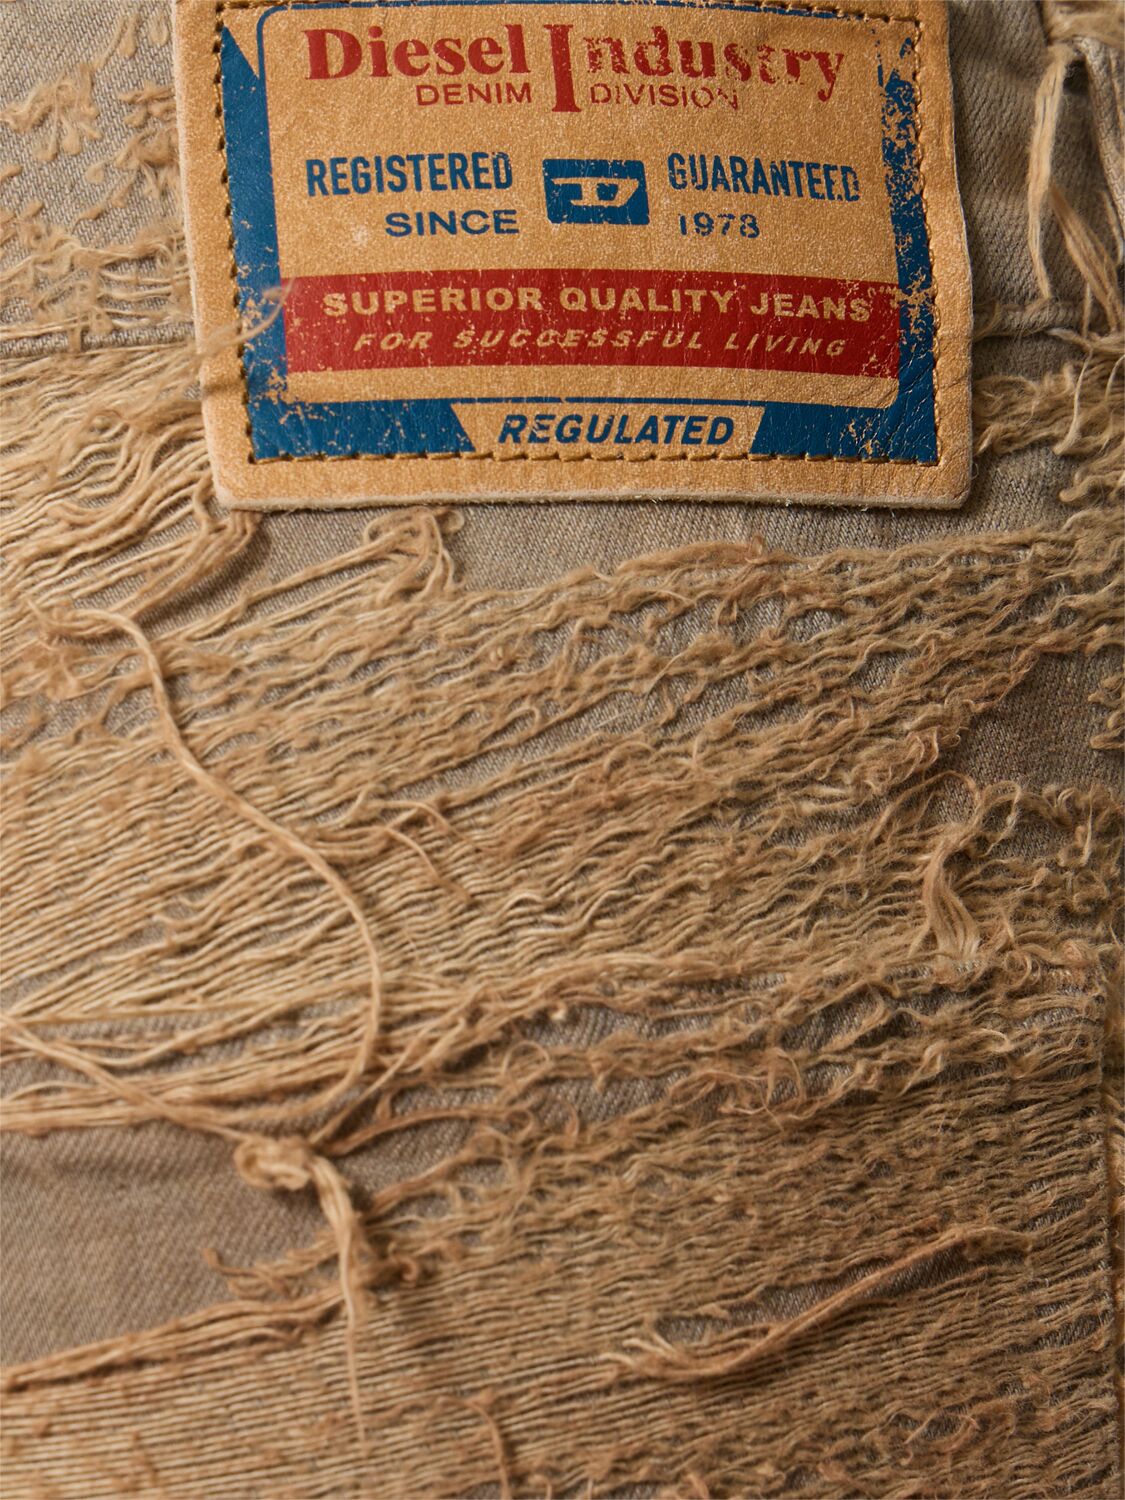 Diesel Industry
DENIM DIVISION
REGISTERED D GUARANTEED
SINCE 1978
SUPERIOR QUALITY JEANS
FOR SUCCESSFUL LIVING
REGULATED